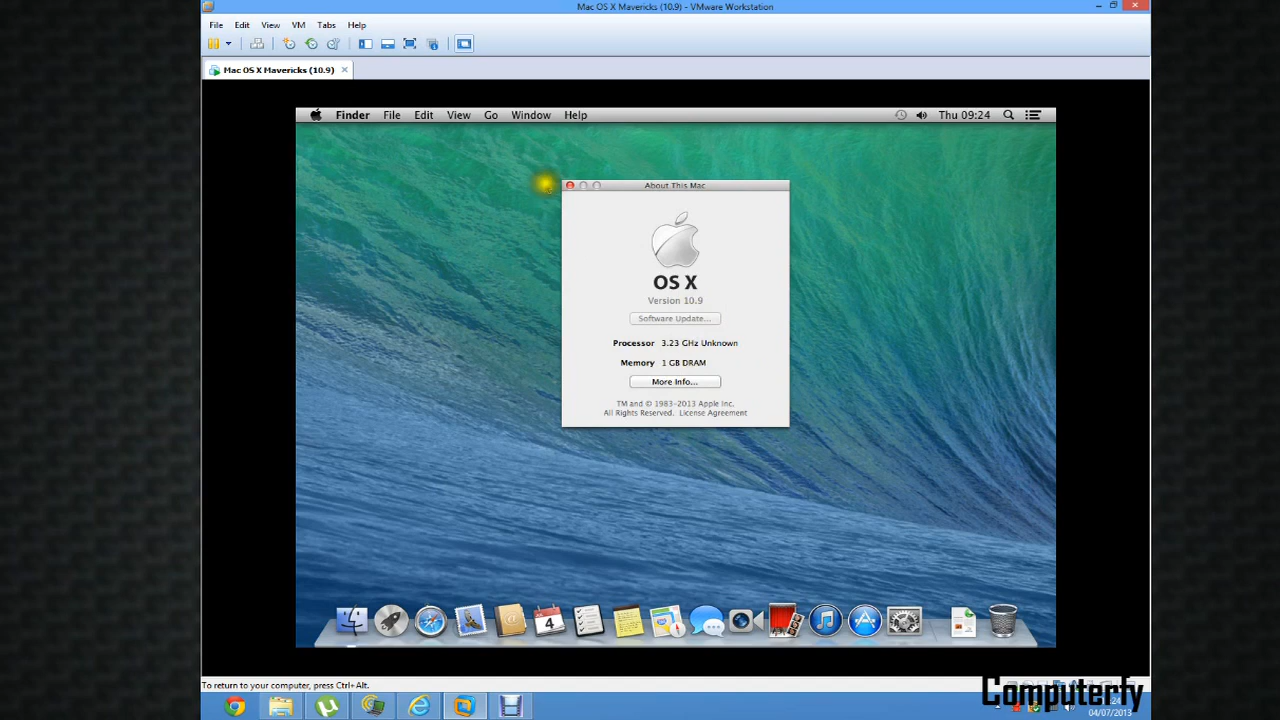 Mac OS X Mavericks (10.9) - VMware Workstation
File Edit View VM Tabs Help
Mac OS X Mavericks (10.9)
Finder File Edit View Go Window Help Thu 09:24
About This Mac
OS X
Version 10.9
Software Update...
Processor 3.23 GHz Unknown
Memory 1 GB DRAM
More Info...
TM and © 1983-2013 Apple Inc.
All Rights Reserved. License Agreement
4
To return to your computer, press Ctrl+Alt.
Computerfy
04/07/2013